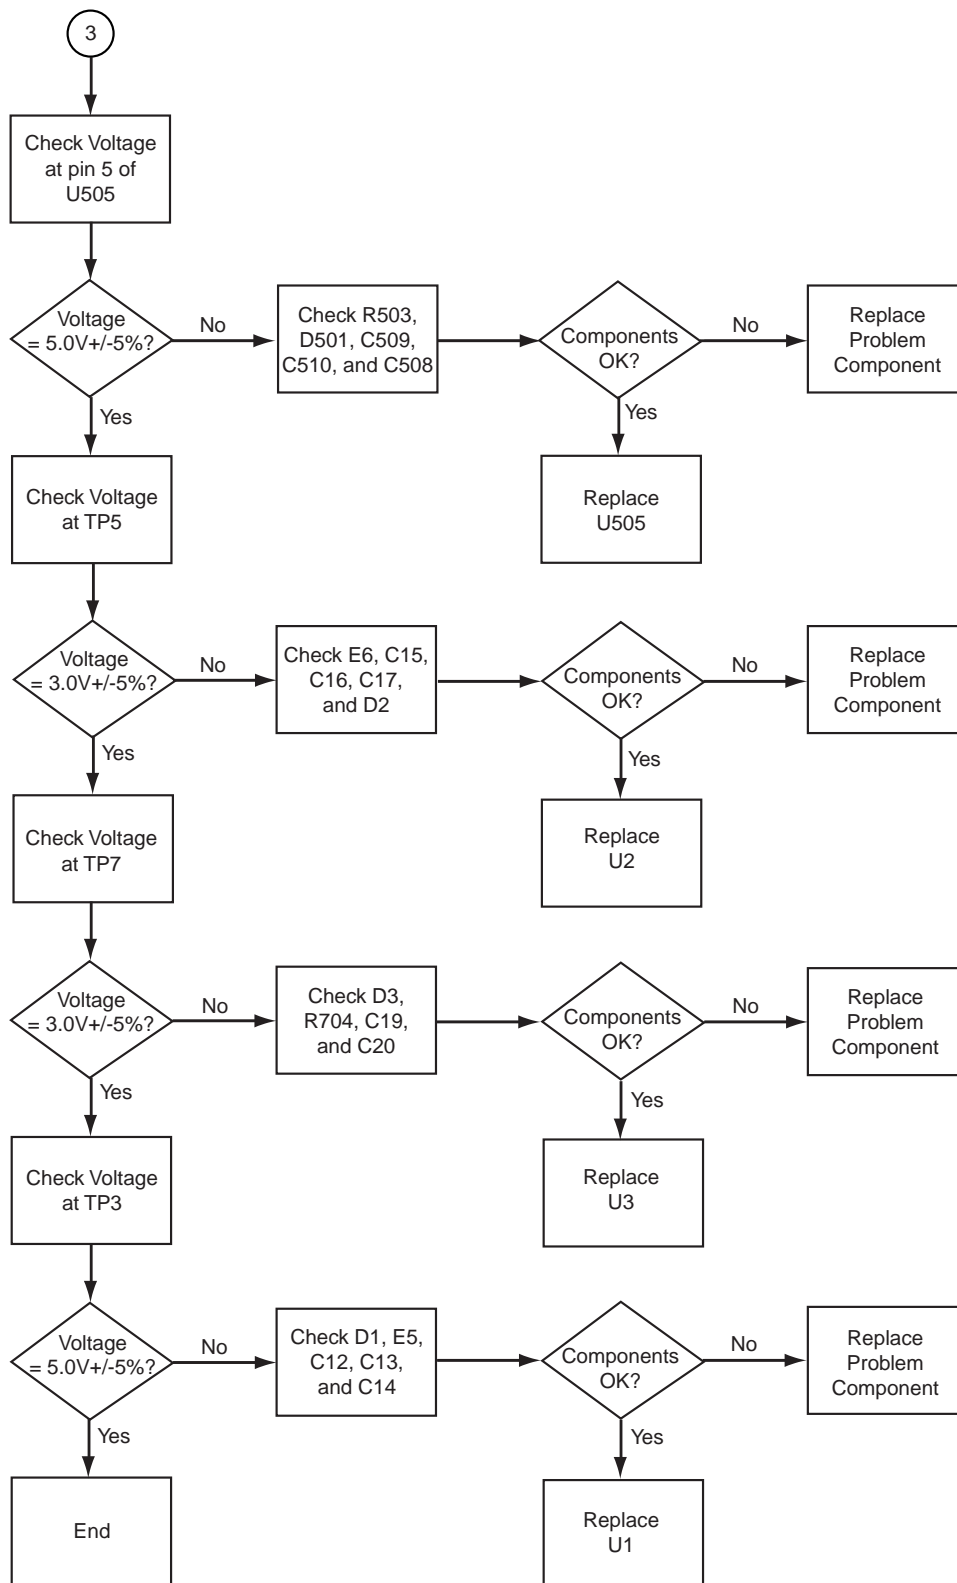 3
Check Voltage
at pin 5 of
U505
Voltage
= 5.0V+/-5%?
No
Check R503,
D501, C509,
C510, and C508
Components
OK?
No
Replace
Problem
Component
Yes
Yes
Check Voltage
at TP5
Replace
U505
Voltage
= 3.0V+/-5%?
No
Check E6, C15,
C16, C17,
and D2
Components
OK?
No
Replace
Problem
Component
Yes
Yes
Check Voltage
at TP7
Replace
U2
Voltage
= 3.0V+/-5%?
No
Check D3,
R704, C19,
and C20
Components
OK?
No
Replace
Problem
Component
Yes
Yes
Check Voltage
at TP3
Replace
U3
Voltage
= 5.0V+/-5%?
No
Check D1, E5,
C12, C13,
and C14
Components
OK?
No
Replace
Problem
Component
Yes
Yes
End
Replace
U1